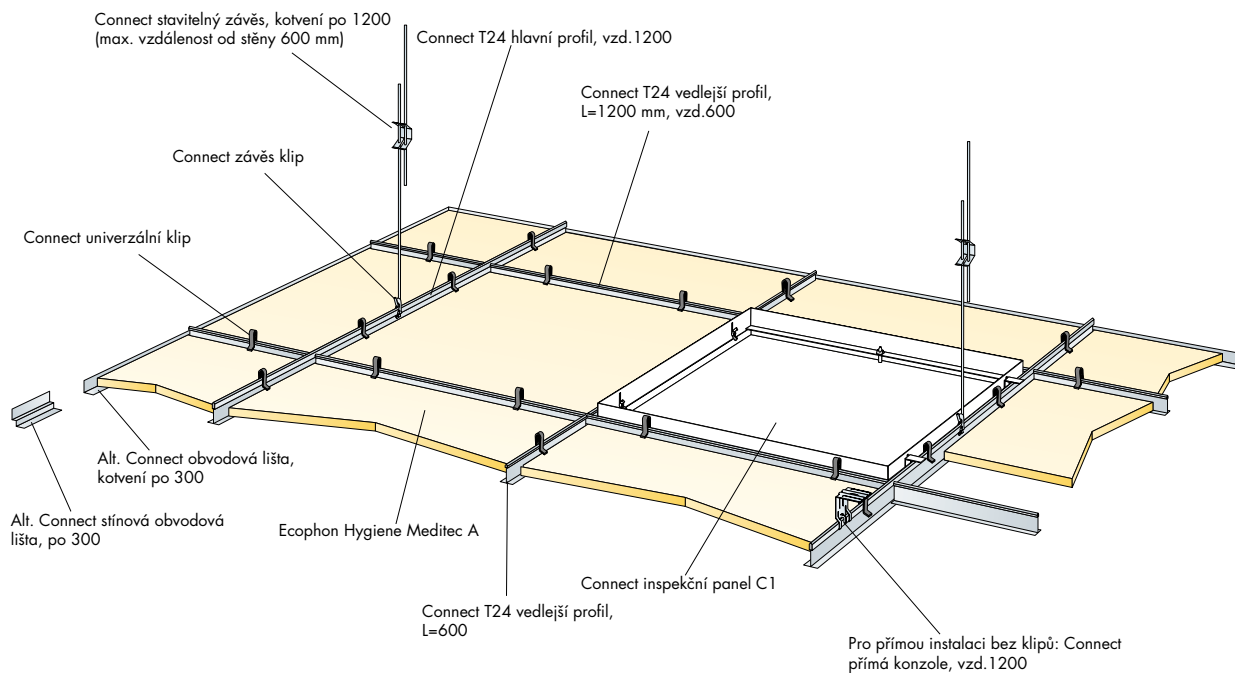 Connect stavitelný závěs, kotvení po 1200
(max. vzdálenost od stěny 600 mm)
Connect T24 hlavní profil, vzd.1200
Connect T24 vedlejší profil,
L=1200 mm, vzd.600
Connect závěs klip
Connect univerzální klip
Alt. Connect obvodová lišta,
kotvení po 300
Alt. Connect stínová obvodová
lišta, po 300
Ecophon Hygiene Meditec A
Connect inspekční panel C1
Connect T24 vedlejší profil,
L=600
Pro přímou instalaci bez klipů: Connect
přímá konzole, vzd.1200